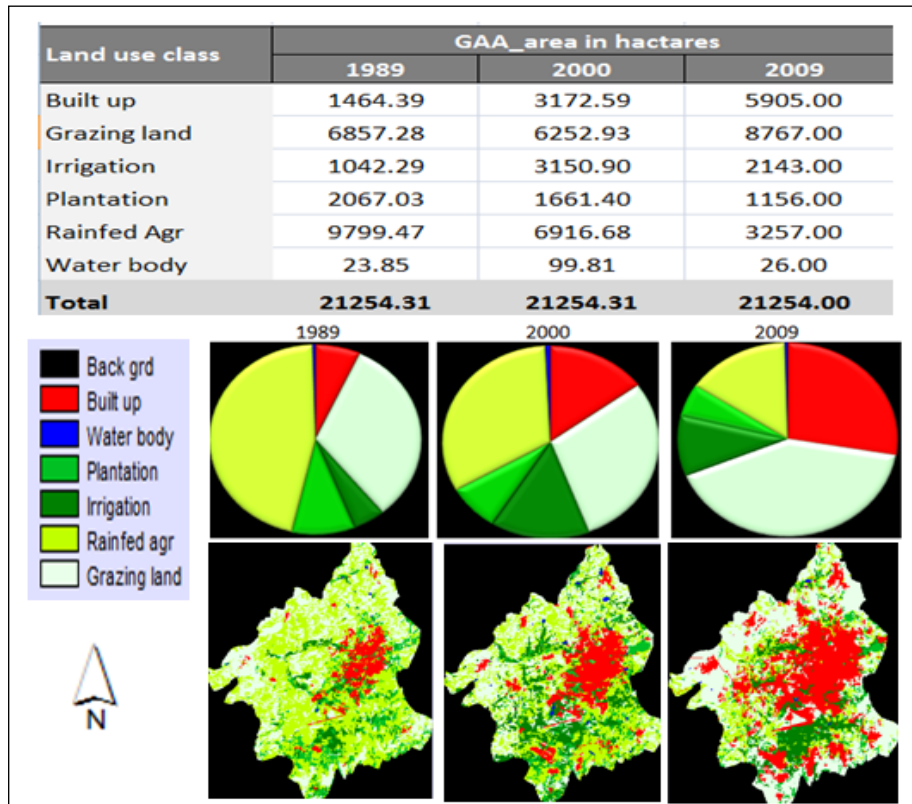 Land use class GAA_area in hactares
1989 2000 2009
Built up 1464.39 3172.59 5905.00
Grazing land 6857.28 6252.93 8767.00
Irrigation 1042.29 3150.90 2143.00
Plantation 2067.03 1661.40 1156.00
Rainfed Agr 9799.47 6916.68 3257.00
Water body 23.85 99.81 26.00
Total 21254.31 21254.31 21254.00
1989 2000 2009
Back grd
Built up
Water body
Plantation
Irrigation
Rainfed agr
Grazing land
N